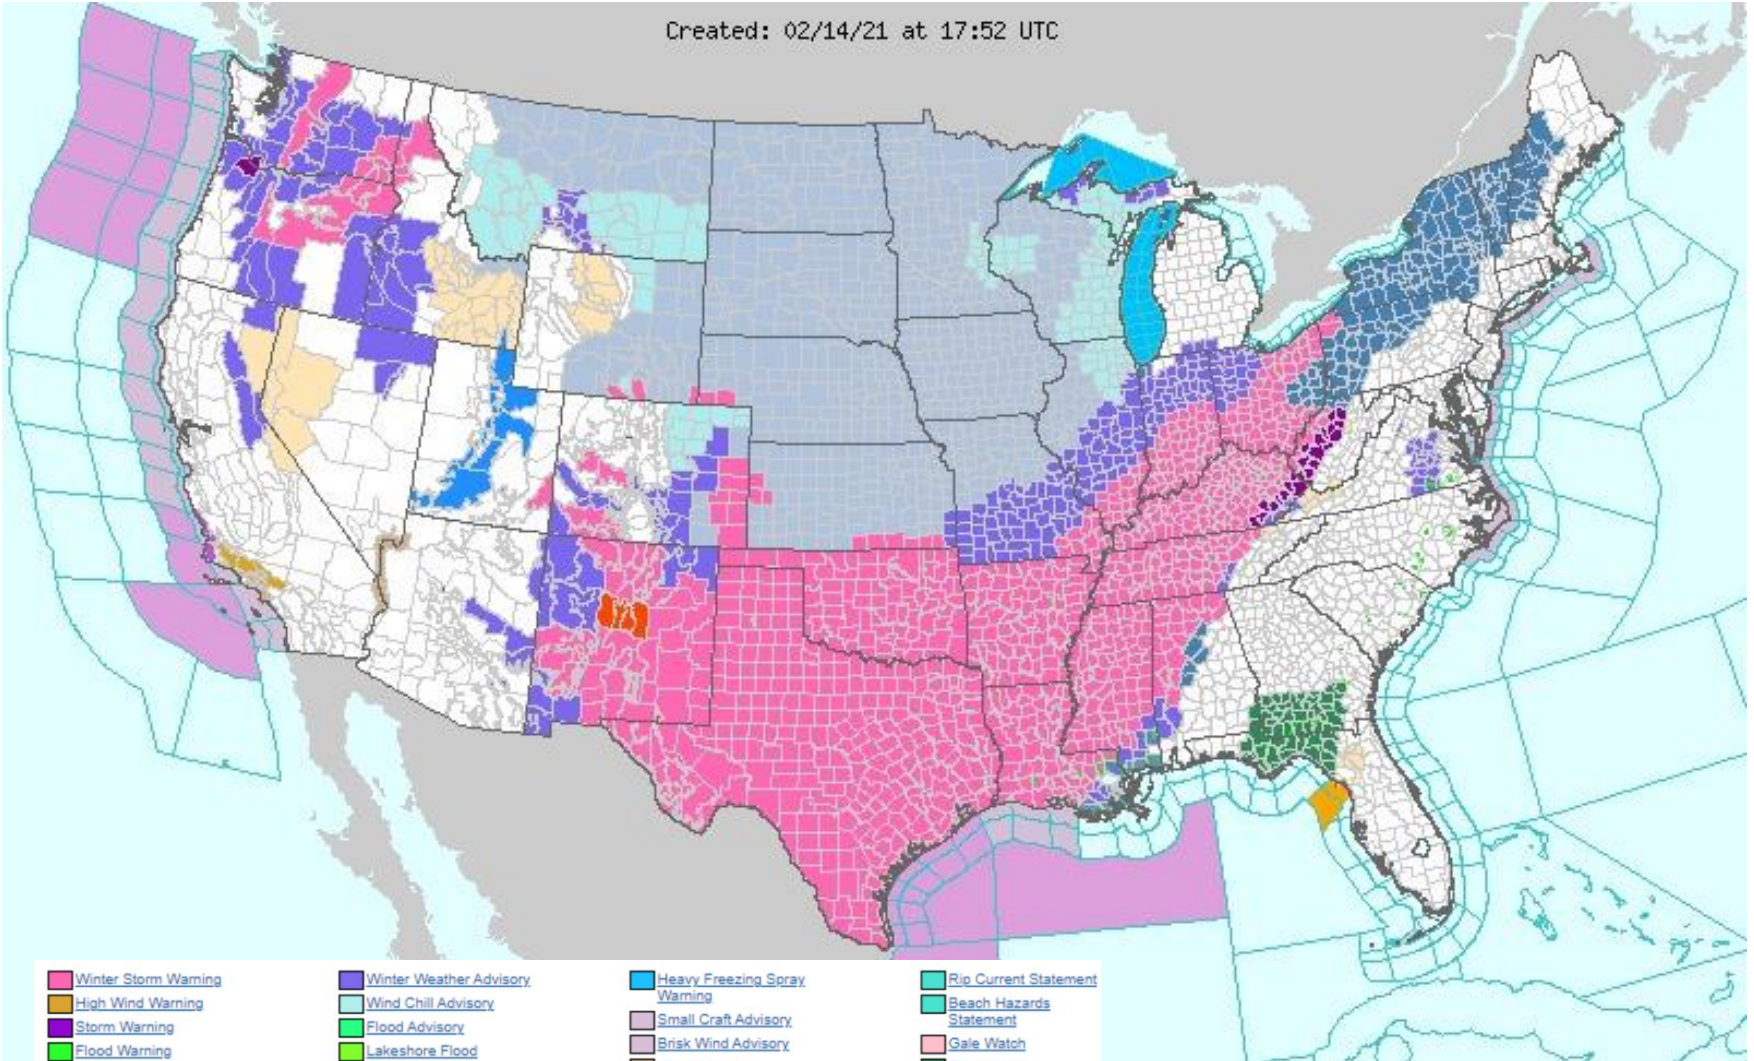 Created: 02/14/21 at 17:52 UTC
Winter Storm Warning
High Wind Warning
Storm Warning
Flood Warning
Winter Weather Advisory
Wind Chill Advisory
Flood Advisory
Lakeshore Flood
Heavy Freezing Spray
Warning
Small Craft Advisory
Brisk Wind Advisory
Rip Current Statement
Beach Hazards
Statement
Gale Watch